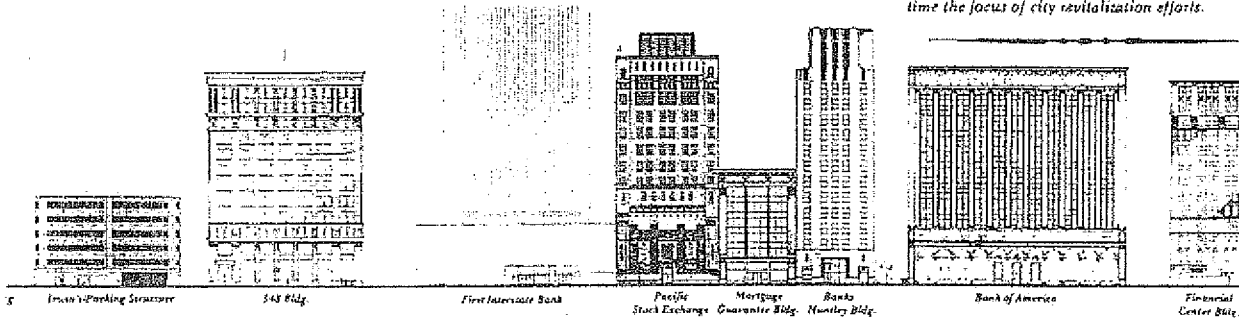 time the focus of city revitalization efforts.
Irwin's Parking Structure
548 Bldg.
First Interstate Bank
Pacific
Stock Exchange
Mortgage
Guarantee Bldg.
Banks
Huntley Bldg.
Bank of America
Financial
Center Bldg.